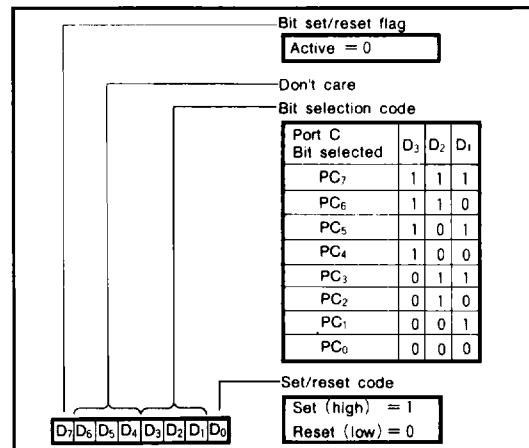 Bit set/reset flag
Active = 0
Don't care
Bit selection code
Port C
Bit selected D₃ D₂ D₁
PC₇ 1 1 1
PC₆ 1 1 0
PC₅ 1 0 1
PC₄ 1 0 0
PC₃ 0 1 1
PC₂ 0 1 0
PC₁ 0 0 1
PC₀ 0 0 0
Set/reset code
Set (high) = 1
Reset (low) = 0
D₇ D₆ D₅ D₄ D₃ D₂ D₁ D₀